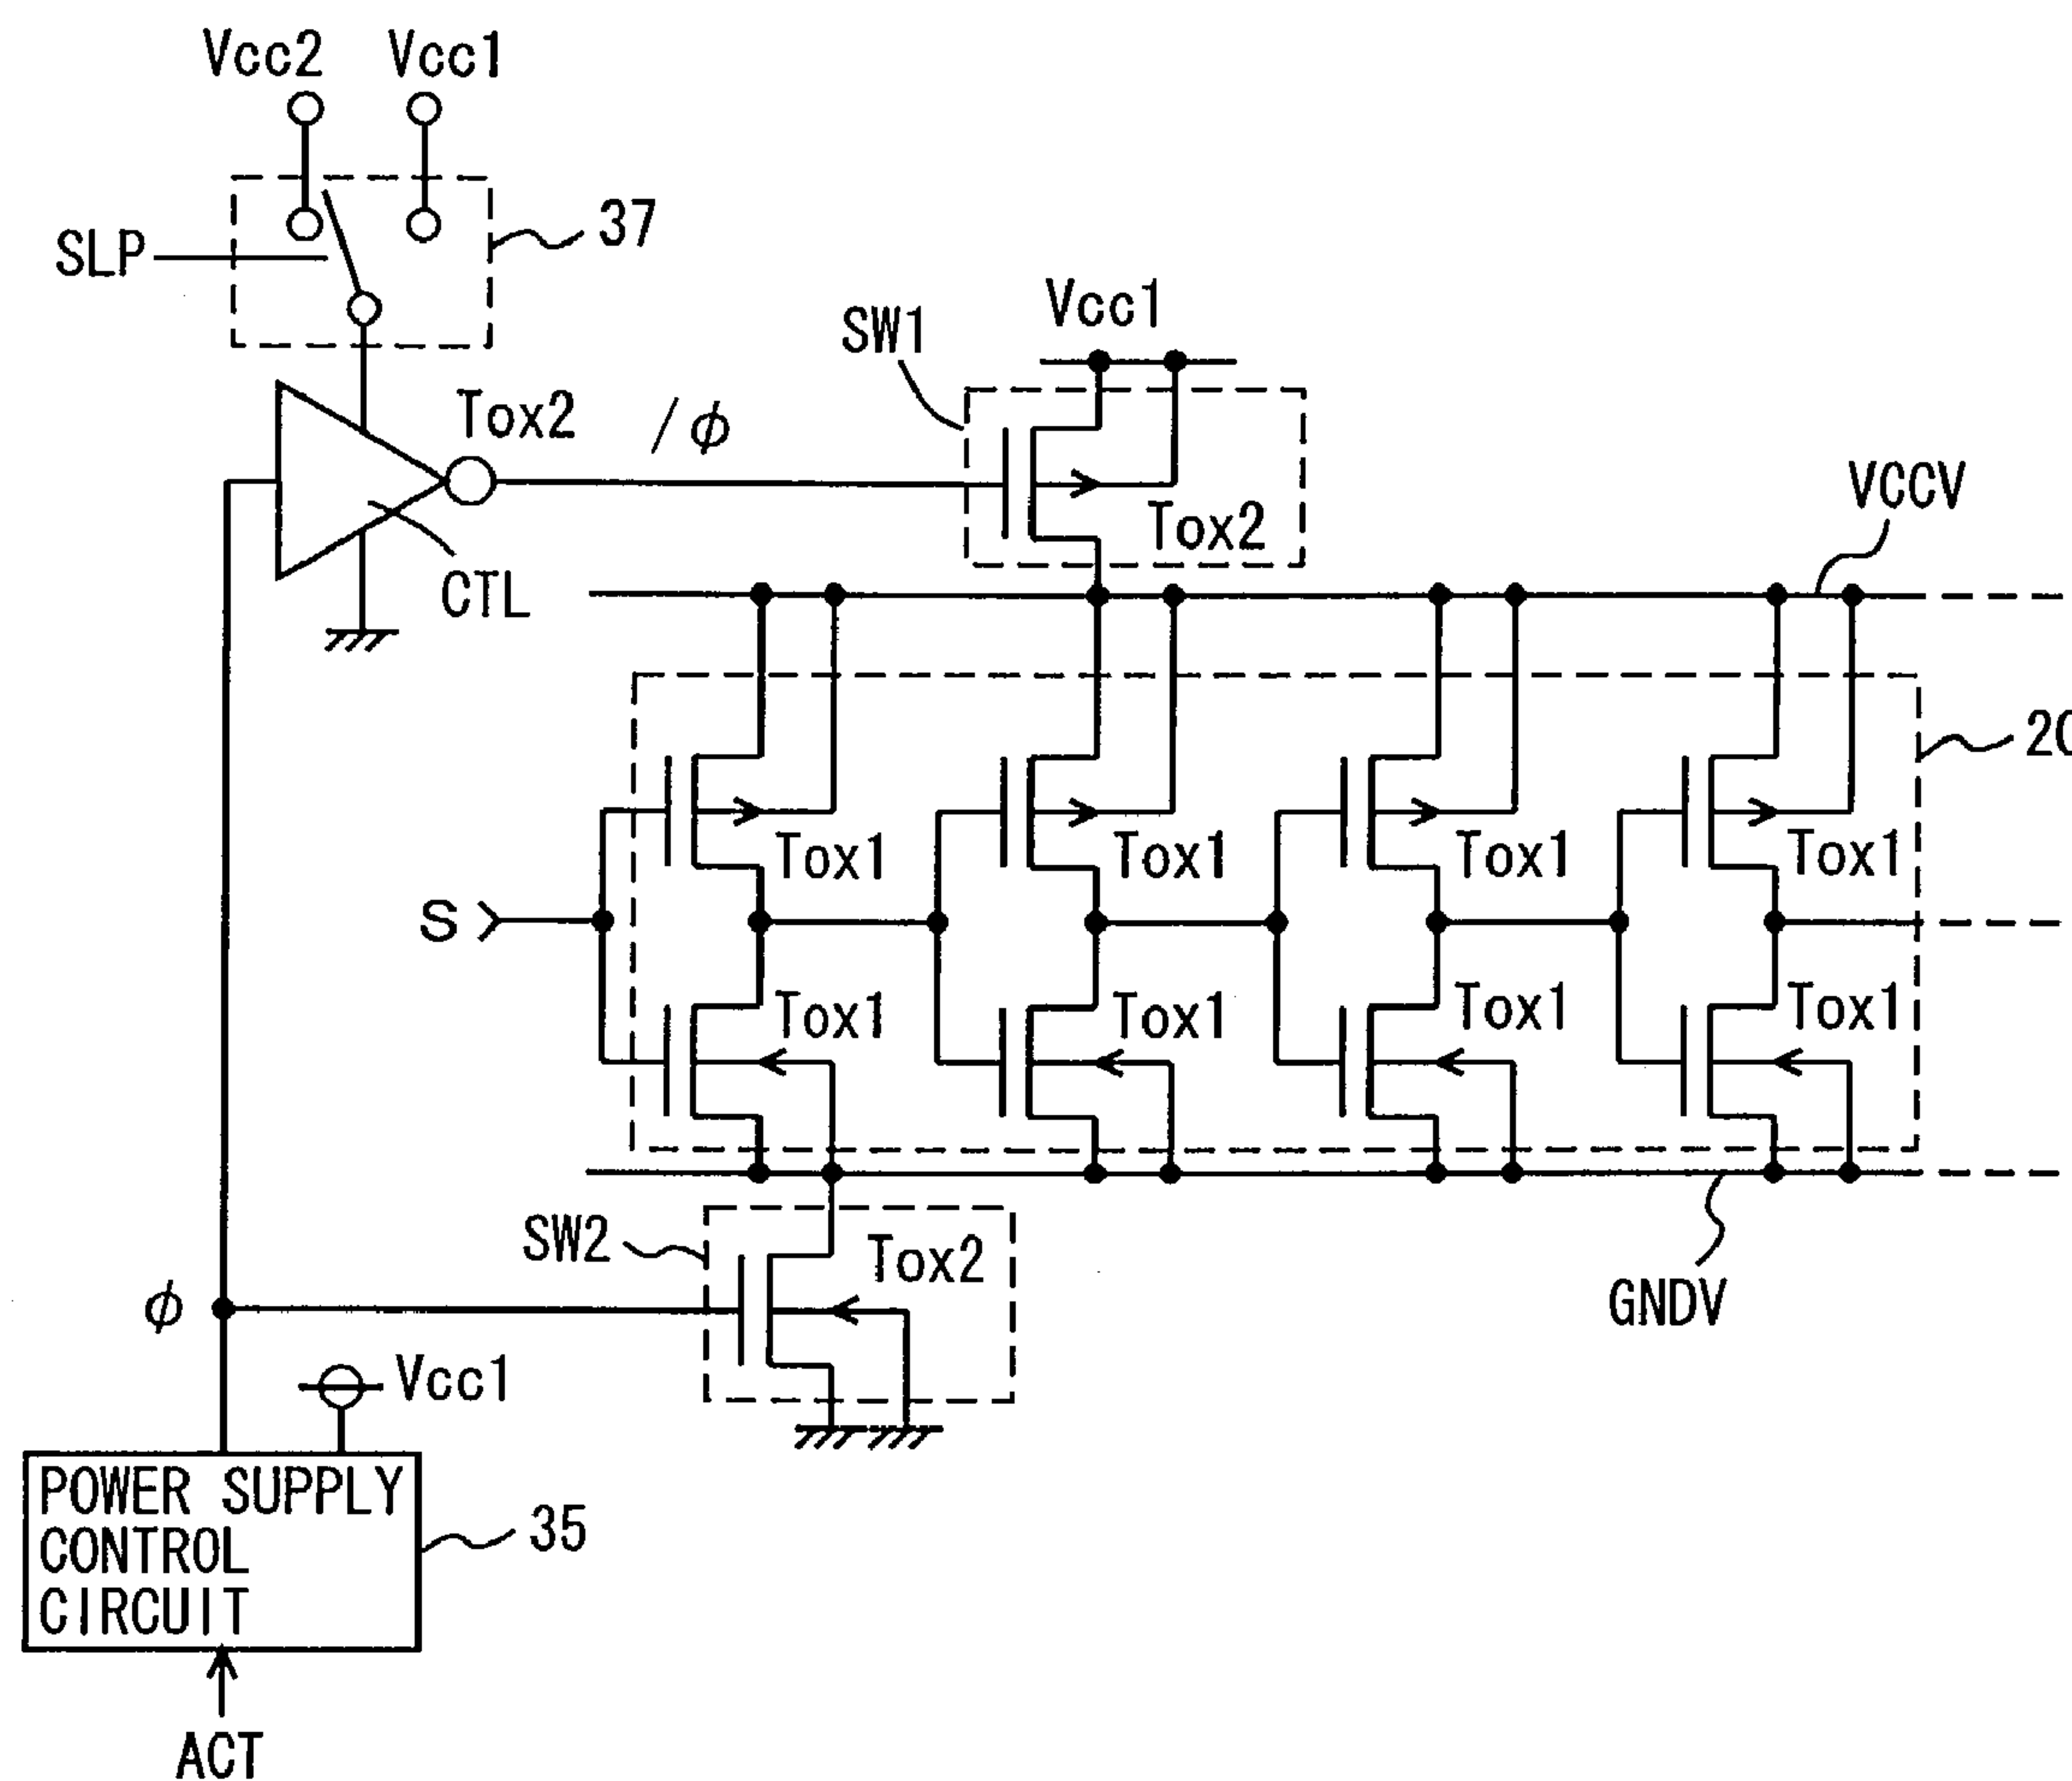 Vcc2 Vcc1
SLP
37
Tox2
/φ
CTL
SW1
Vcc1
Tox2
VCCV
Tox1 Tox1 Tox1 Tox1
S
Tox1 Tox1 Tox1 Tox1
SW2
Tox2
GNDV
φ
Vcc1
POWER SUPPLY
CONTROL
CIRCUIT
35
ACT